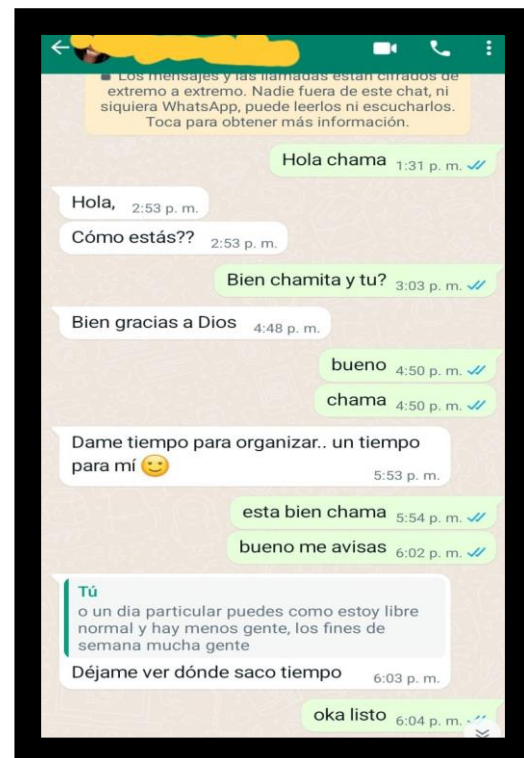 Los mensajes y las llamadas están cifrados de
extremo a extremo. Nadie fuera de este chat, ni
siquiera WhatsApp, puede leerlos ni escucharlos.
Toca para obtener más información.
Hola chama 1:31 p. m.
Hola, 2:53 p. m.
Cómo estás?? 2:53 p. m.
Bien chamita y tu? 3:03 p. m.
Bien gracias a Dios 4:48 p. m.
bueno 4:50 p. m.
chama 4:50 p. m.
Dame tiempo para organizar.. un tiempo
para mí 🙂
5:53 p. m.
esta bien chama 5:54 p. m.
bueno me avisas 6:02 p. m.
Tú
o un dia particular puedes como estoy libre
normal y hay menos gente, los fines de
semana mucha gente
Déjame ver dónde saco tiempo 6:03 p. m.
oka listo 6:04 p. m.